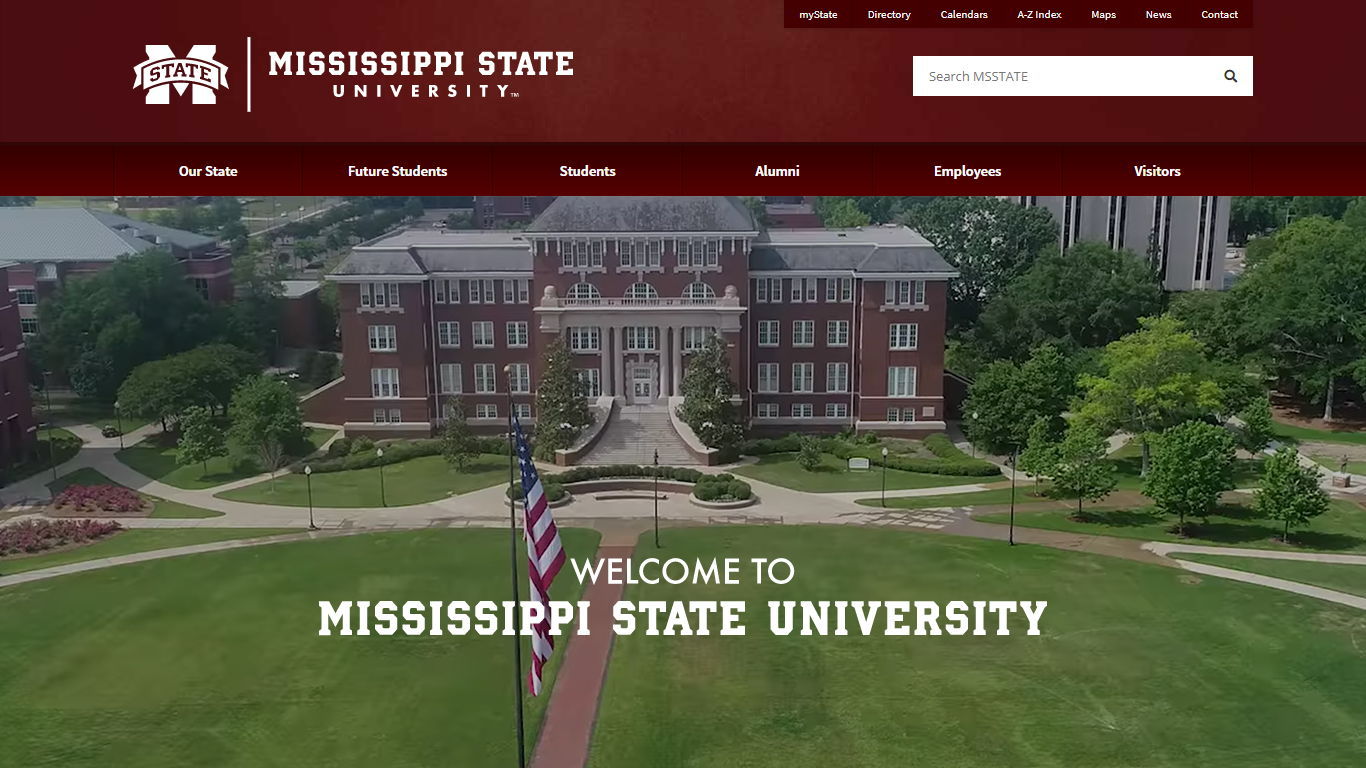 myState Directory Calendars A-Z Index Maps News Contact
STATE
MISSISSIPPI STATE
UNIVERSITY™
Search MSSTATE
Our State Future Students Students Alumni Employees Visitors
WELCOME TO
MISSISSIPPI STATE UNIVERSITY